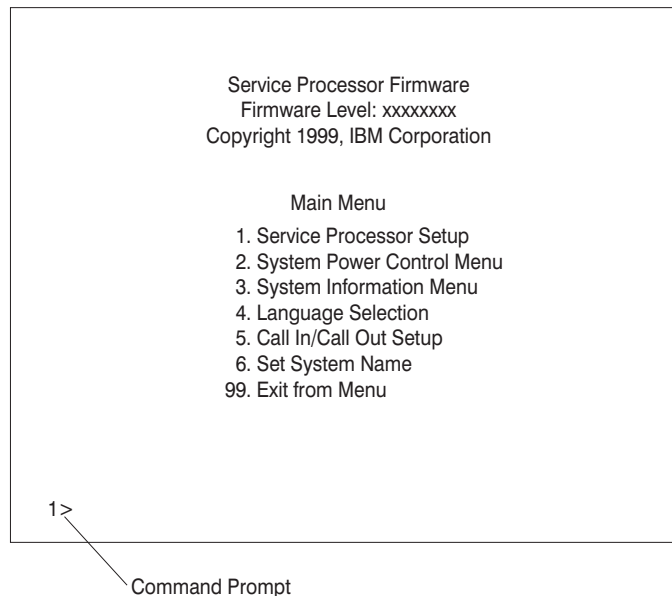 Service Processor Firmware
Firmware Level: xxxxxxxx
Copyright 1999, IBM Corporation
Main Menu
1. Service Processor Setup
2. System Power Control Menu
3. System Information Menu
4. Language Selection
5. Call In/Call Out Setup
6. Set System Name
99. Exit from Menu
1>
Command Prompt